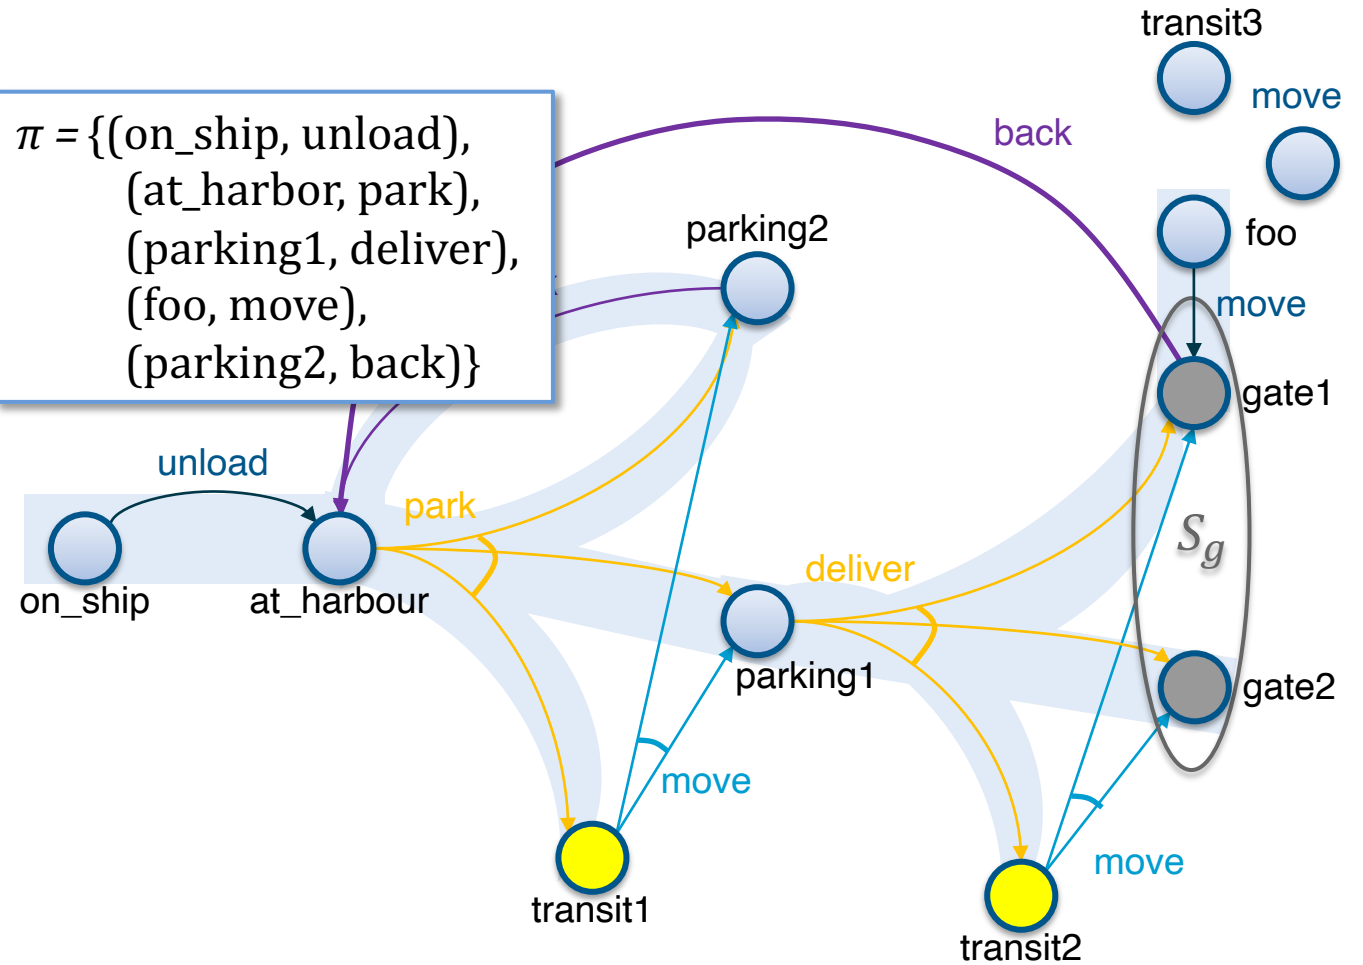 transit3
move
π = {(on_ship, unload),
(at_harbor, park),
(parking1, deliver),
(foo, move),
(parking2, back)}
back
parking2
foo
move
gate1
unload
park
S_g
deliver
on_ship
at_harbour
parking1
gate2
move
move
transit1
transit2